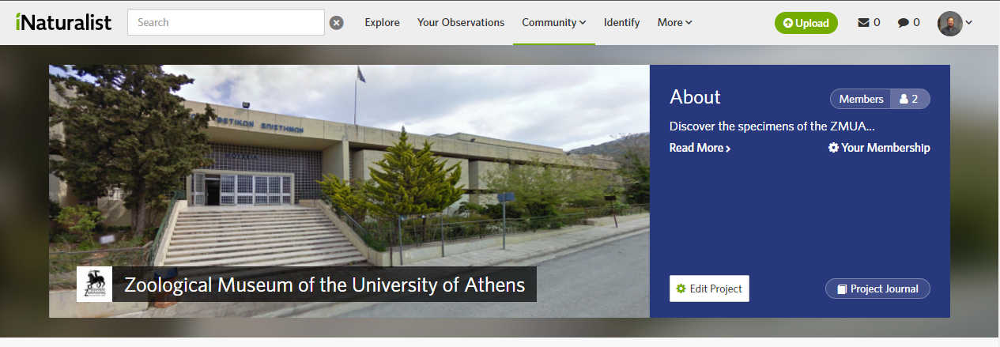 iNaturalist
Search
Explore
Your Observations
Community
Identify
More
Upload
0
0
ΘΕΤΙΚΩΝ ΕΠΙΣΤΗΜΩΝ
Zoological Museum of the University of Athens
About
Members 2
Discover the specimens of the ZMUA...
Read More
Your Membership
Edit Project
Project Journal